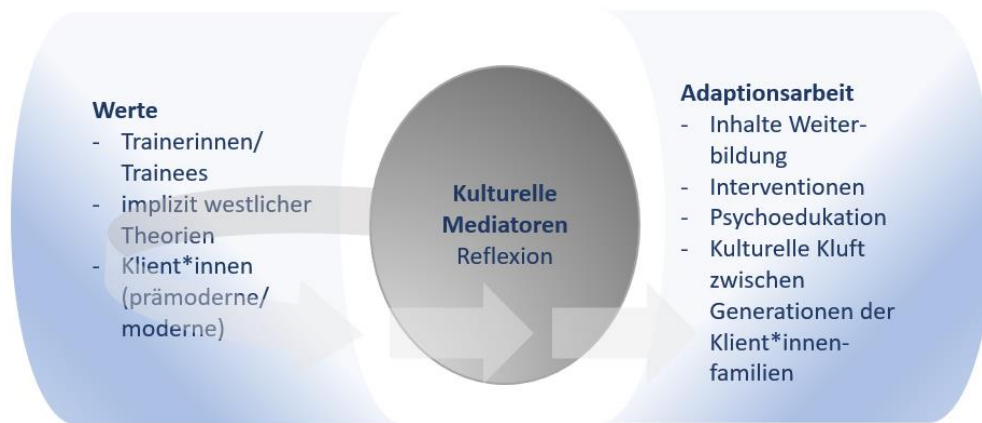 Werte
- Trainerinnen/
Trainees
- implizit westlicher
Theorien
- Klient*innen
(prämoderne/
moderne)
Kulturelle
Mediatoren
Reflexion
Adaptionsarbeit
- Inhalte Weiter-
bildung
- Interventionen
- Psychoedukation
- Kulturelle Kluft
zwischen
Generationen der
Klient*innen-
familien